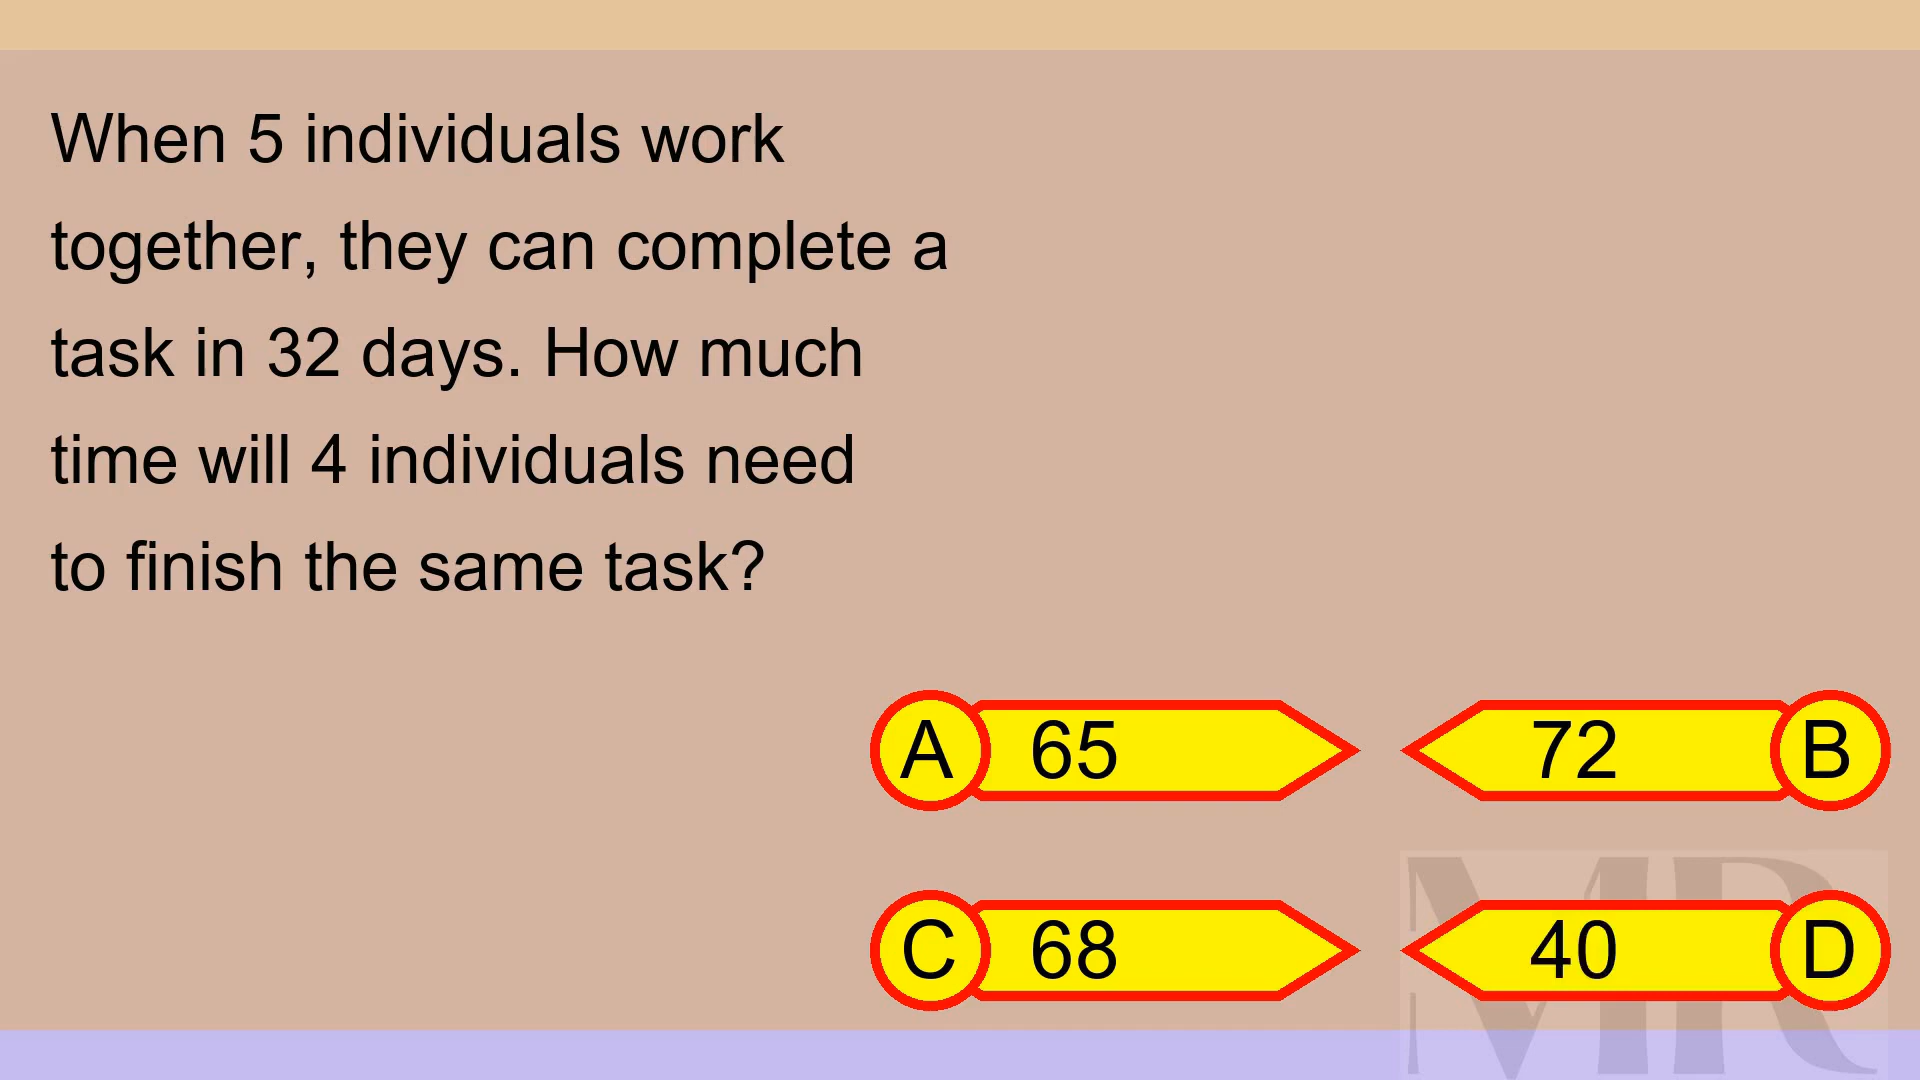 When 5 individuals work
together, they can complete a
task in 32 days. How much
time will 4 individuals need
to finish the same task?
A 65
72 B
C 68
40 D
MR